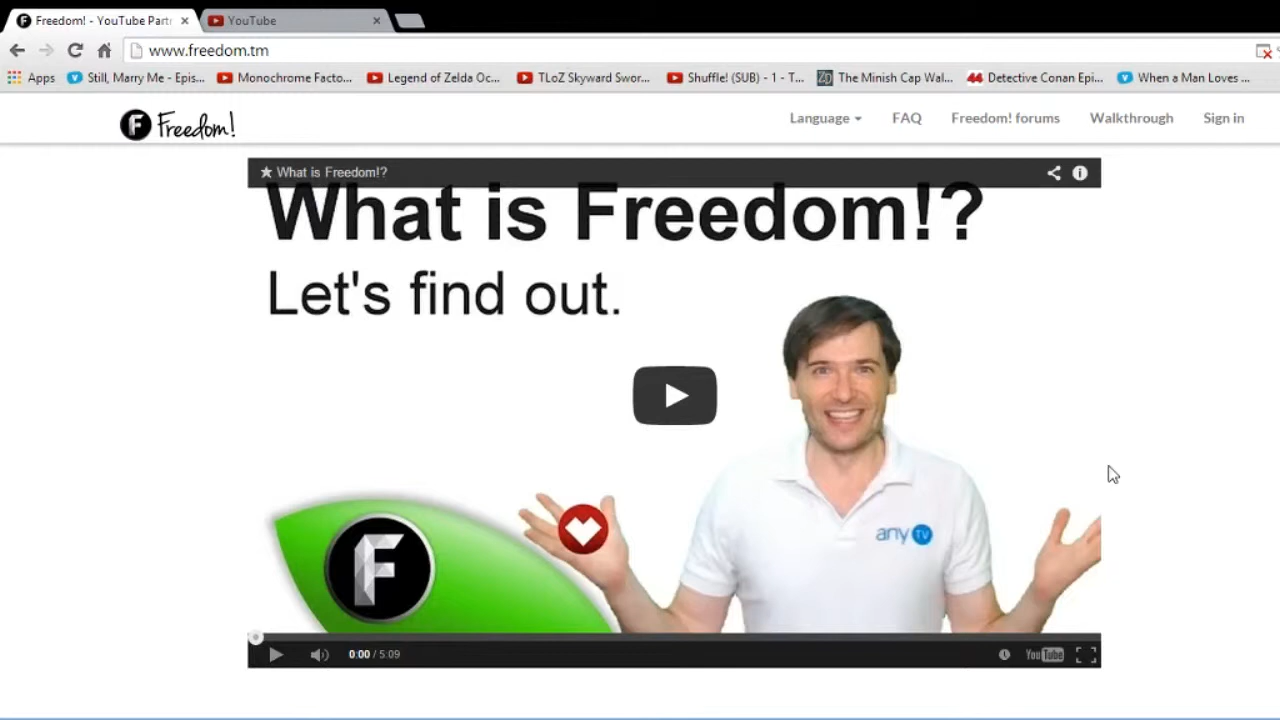 Freedom! - YouTube Part
YouTube
www.freedom.tm
Apps
Still, Marry Me - Epis...
Monochrome Facto...
Legend of Zelda Oc...
TLoZ Skyward Swor...
Shuffle! (SUB) - 1 - T...
The Minish Cap Wal...
44 Detective Conan Epi...
When a Man Loves ...
F Freedom!
Language
FAQ
Freedom! forums
Walkthrough
Sign in
★ What is Freedom!?
What is Freedom!?
Let's find out.
any TV
F
0:00 / 5:09
YouTube